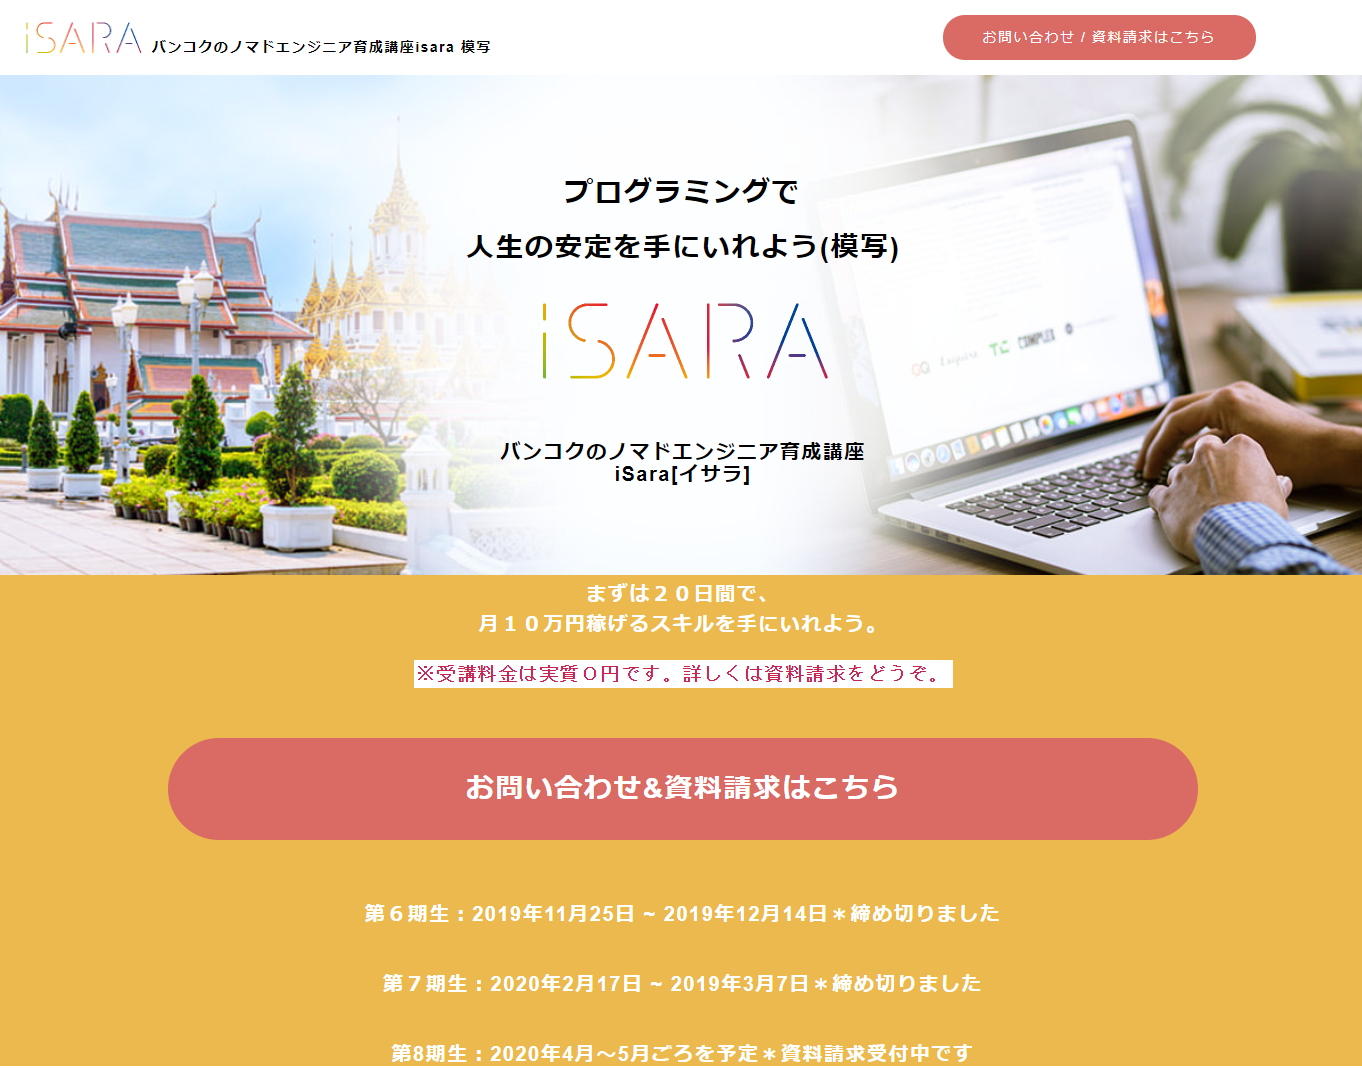 iSARA バンコクのノマドエンジニア育成講座isara 模写
お問い合わせ / 資料請求はこちら
プログラミングで
人生の安定を手にいれよう(模写)
iSARA
バンコクのノマドエンジニア育成講座
iSara[イサラ]
GQ Esquire TC COMPLEX
まずは２０日間で、
月１０万円稼げるスキルを手にいれよう。
※受講料金は実質０円です。詳しくは資料請求をどうぞ。
お問い合わせ&資料請求はこちら
第６期生：2019年11月25日 ~ 2019年12月14日＊締め切りました
第７期生：2020年2月17日 ~ 2019年3月7日＊締め切りました
第8期生：2020年4月〜5月ごろを予定＊資料請求受付中です